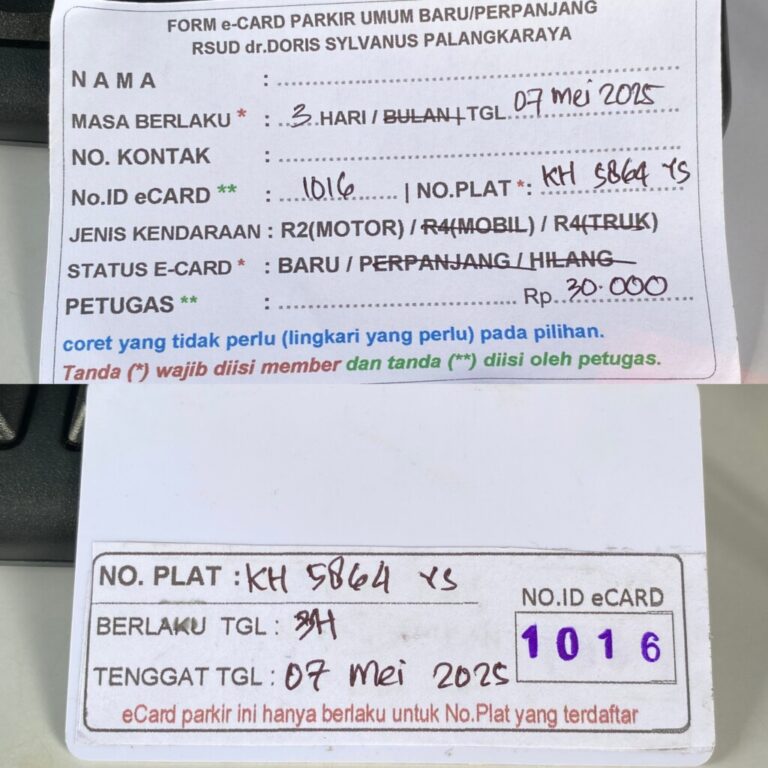 FORM e-CARD PARKIR UMUM BARU/PERPANJANG
RSUD dr.DORIS SYLVANUS PALANGKARAYA
N A M A :
MASA BERLAKU * : 3 HARI / BULAN | TGL. 07 Mei 2025
NO. KONTAK :
No.ID eCARD ** : 1016 | NO.PLAT *: KH 5864 YS
JENIS KENDARAAN : R2(MOTOR) / R4(MOBIL) / R4(TRUK)
STATUS E-CARD * : BARU / PERPANJANG / HILANG
PETUGAS ** : Rp. 30.000
coret yang tidak perlu (lingkari yang perlu) pada pilihan.
Tanda (*) wajib diisi member dan tanda (**) diisi oleh petugas.
NO. PLAT : KH 5864 YS
NO.ID eCARD
BERLAKU TGL : 3H
1016
TENGGAT TGL : 07 Mei 2025
eCard parkir ini hanya berlaku untuk No.Plat yang terdaftar